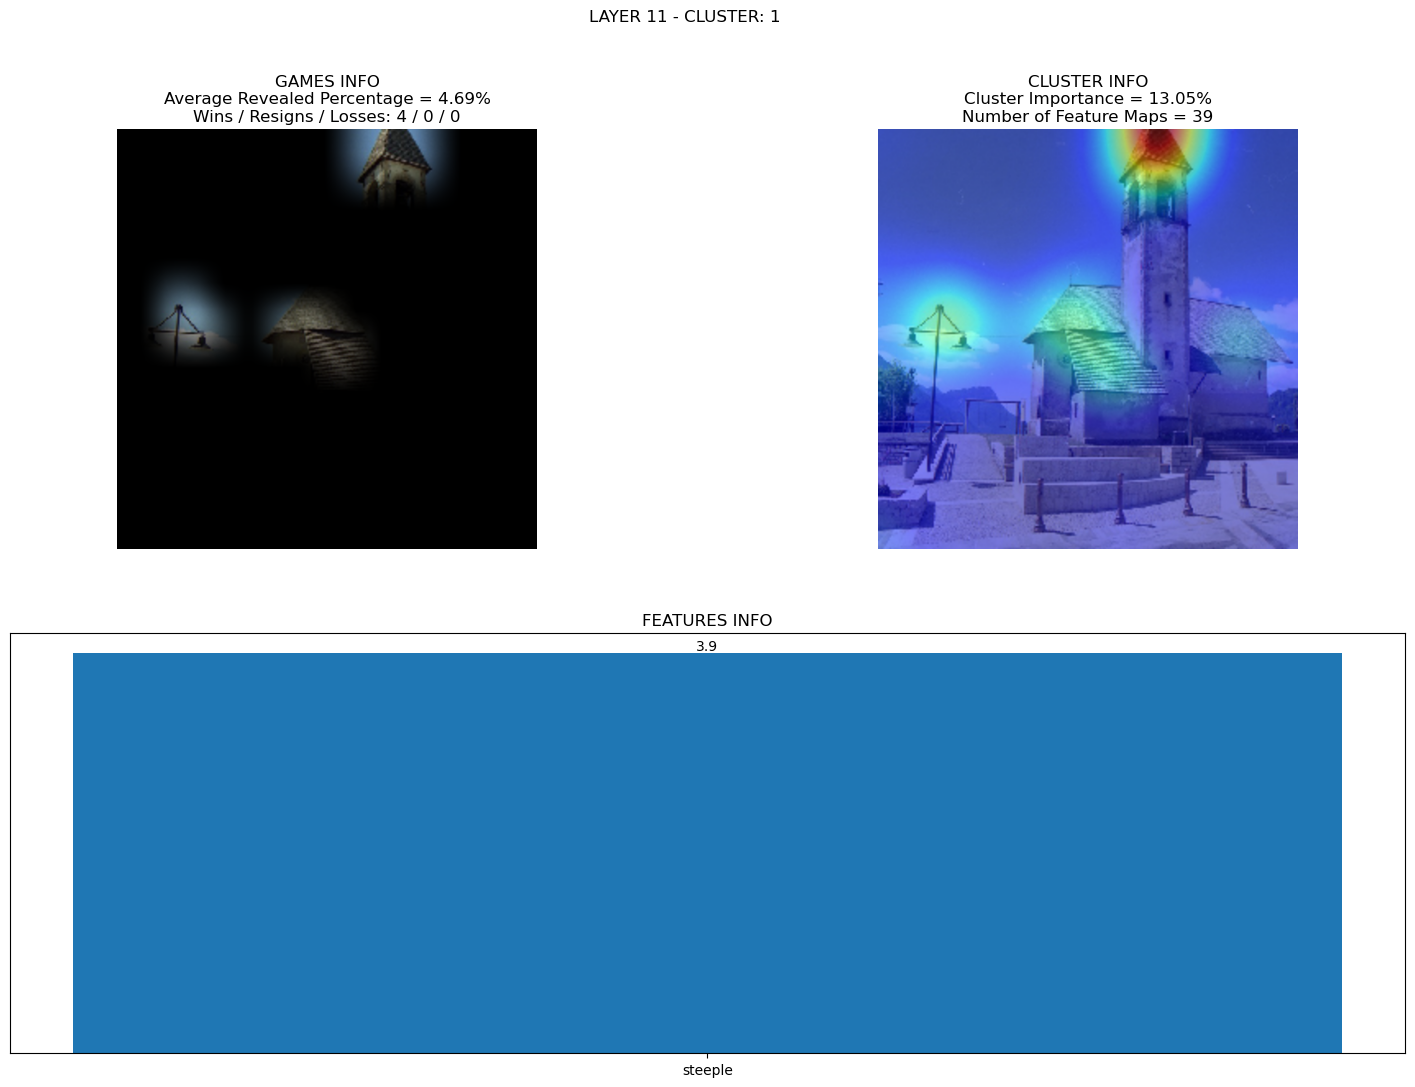 LAYER 11 - CLUSTER: 1
GAMES INFO
Average Revealed Percentage = 4.69%
Wins / Resigns / Losses: 4 / 0 / 0
CLUSTER INFO
Cluster Importance = 13.05%
Number of Feature Maps = 39
FEATURES INFO
3.9
steeple